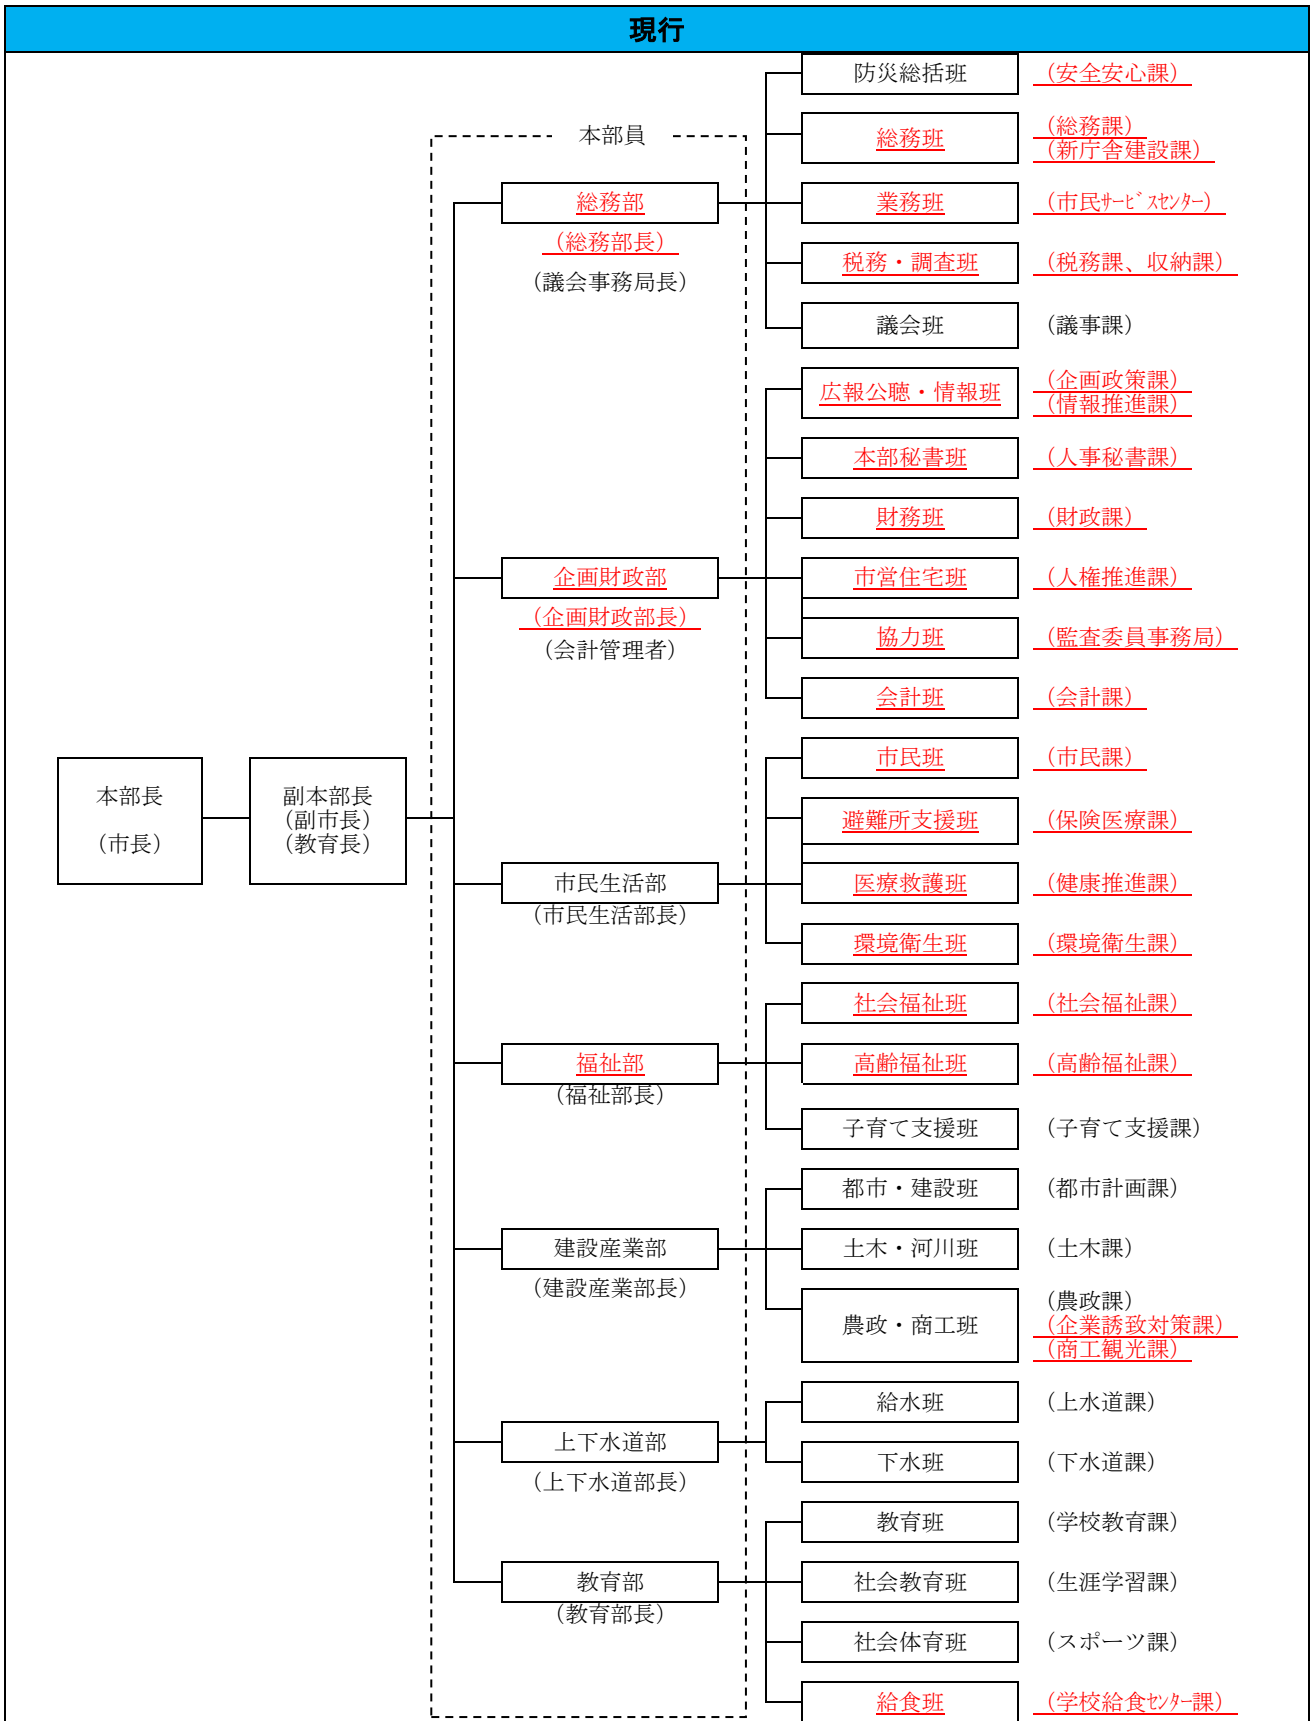 現行
本部員
本部長
（市長）
副本部長
（副市長）
（教育長）
総務部
（総務部長）
（議会事務局長）
防災総括班
（安全安心課）
総務班
（総務課）
（新庁舎建設課）
業務班
（市民ｻｰﾋﾞｽｾﾝﾀｰ）
税務・調査班
（税務課、収納課）
議会班
（議事課）
企画財政部
（企画財政部長）
（会計管理者）
広報公聴・情報班
（企画政策課）
（情報推進課）
本部秘書班
（人事秘書課）
財務班
（財政課）
市営住宅班
（人権推進課）
協力班
（監査委員事務局）
会計班
（会計課）
市民生活部
（市民生活部長）
市民班
（市民課）
避難所支援班
（保険医療課）
医療救護班
（健康推進課）
環境衛生班
（環境衛生課）
福祉部
（福祉部長）
社会福祉班
（社会福祉課）
高齢福祉班
（高齢福祉課）
子育て支援班
（子育て支援課）
建設産業部
（建設産業部長）
都市・建設班
（都市計画課）
土木・河川班
（土木課）
農政・商工班
（農政課）
（企業誘致対策課）
（商工観光課）
上下水道部
（上下水道部長）
給水班
（上水道課）
下水班
（下水道課）
教育部
（教育部長）
教育班
（学校教育課）
社会教育班
（生涯学習課）
社会体育班
（スポーツ課）
給食班
（学校給食ｾﾝﾀｰ課）